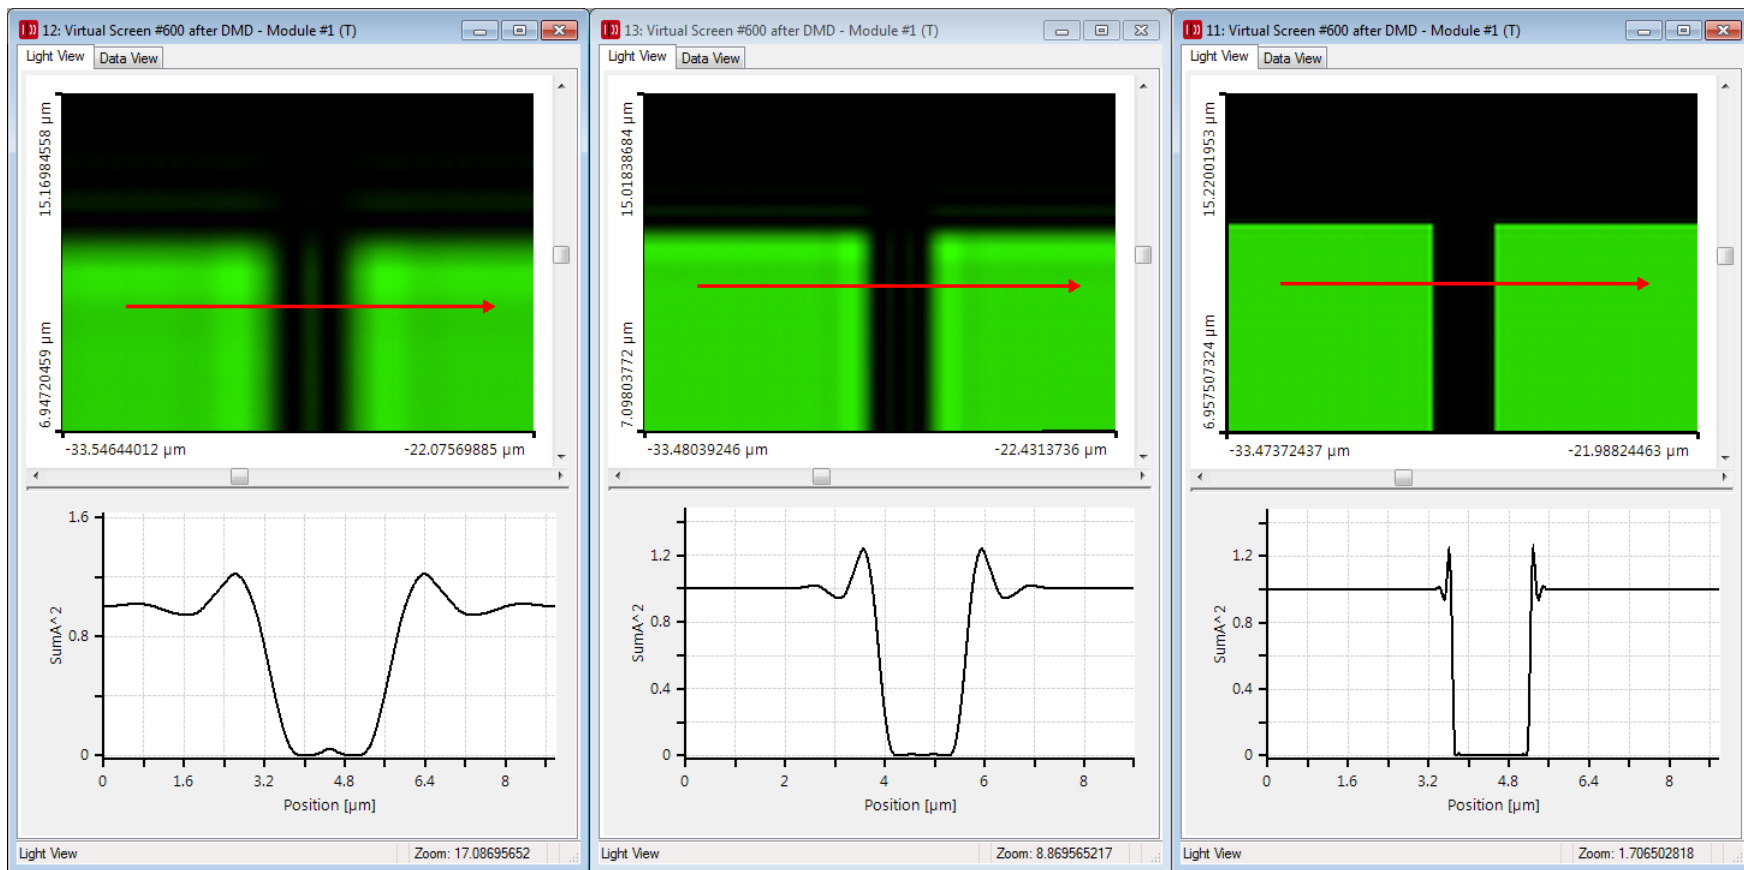 12: Virtual Screen #600 after DMD - Module #1 (T)
Light View
Data View
15.16984558 µm
6.94720459 µm
-33.54644012 µm
-22.07569885 µm
1.6
0.8
0
SumA^2
0
1.6
3.2
4.8
6.4
8
Position [µm]
Light View
Zoom: 17.08695652
13: Virtual Screen #600 after DMD - Module #1 (T)
Light View
Data View
15.01838684 µm
7.09803772 µm
-33.48039246 µm
-22.4313736 µm
1.2
0.8
0.4
0
SumA^2
0
2
4
6
8
Position [µm]
Light View
Zoom: 8.869565217
11: Virtual Screen #600 after DMD - Module #1 (T)
Light View
Data View
15.22001953 µm
6.957507324 µm
-33.47372437 µm
-21.98824463 µm
1.2
0.8
0.4
0
SumA^2
0
1.6
3.2
4.8
6.4
8
Position [µm]
Light View
Zoom: 1.706502818